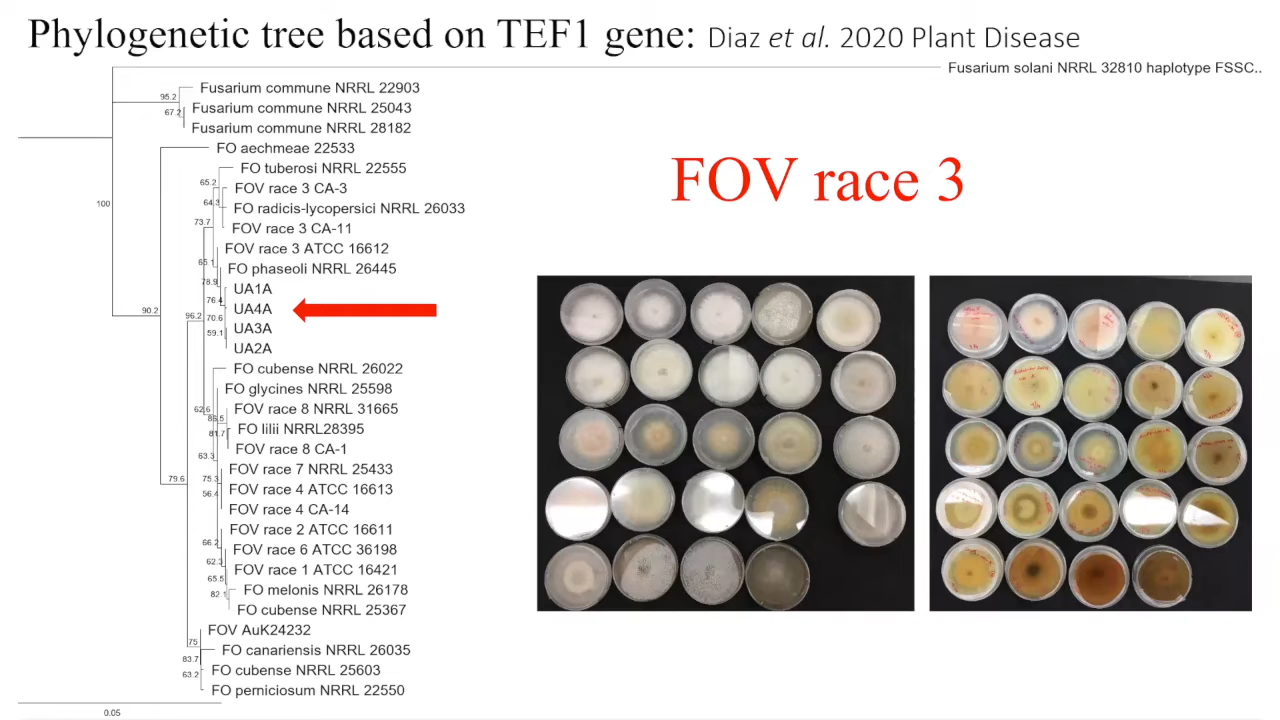 Phylogenetic tree based on TEF1 gene: Diaz et al. 2020 Plant Disease
Fusarium solani NRRL 32810 haplotype FSSC..
Fusarium commune NRRL 22903
95.2
Fusarium commune NRRL 25043
67.2
Fusarium commune NRRL 28182
FO aechmeae 22533
FO tuberosi NRRL 22555
65.2
FOV race 3 CA-3
64.3
FO radicis-lycopersici NRRL 26033
100
73.7
FOV race 3 CA-11
FOV race 3 ATCC 16612
65.1
FO phaseoli NRRL 26445
78.9
UA1A
76.4
UA4A
90.2
96.2
70.6
UA3A
59.1
UA2A
FO cubense NRRL 26022
FO glycines NRRL 25598
62.6
FOV race 8 NRRL 31665
FO lilii NRRL28395
81.7
FOV race 8 CA-1
63.3
FOV race 7 NRRL 25433
79.6
75.3
FOV race 4 ATCC 16613
56.4
FOV race 4 CA-14
FOV race 2 ATCC 16611
66.2
FOV race 6 ATCC 36198
62.3
FOV race 1 ATCC 16421
65.5
FO melonis NRRL 26178
82.1
FO cubense NRRL 25367
FOV AuK24232
75
FO canariensis NRRL 26035
83.7
FO cubense NRRL 25603
63.2
FO perniciosum NRRL 22550
0.05
FOV race 3